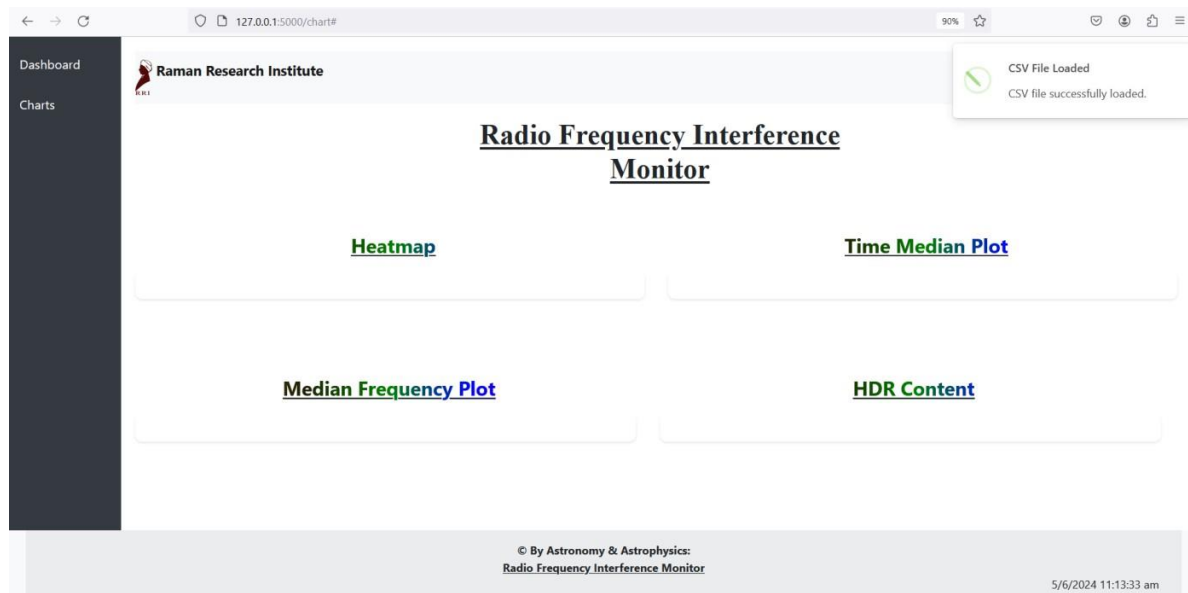 127.0.0.1:5000/chart#
90%
Dashboard
Charts
RRI
Raman Research Institute
CSV File Loaded
CSV file successfully loaded.
Radio Frequency Interference
Monitor
Heatmap
Time Median Plot
Median Frequency Plot
HDR Content
© By Astronomy & Astrophysics:
Radio Frequency Interference Monitor
5/6/2024 11:13:33 am